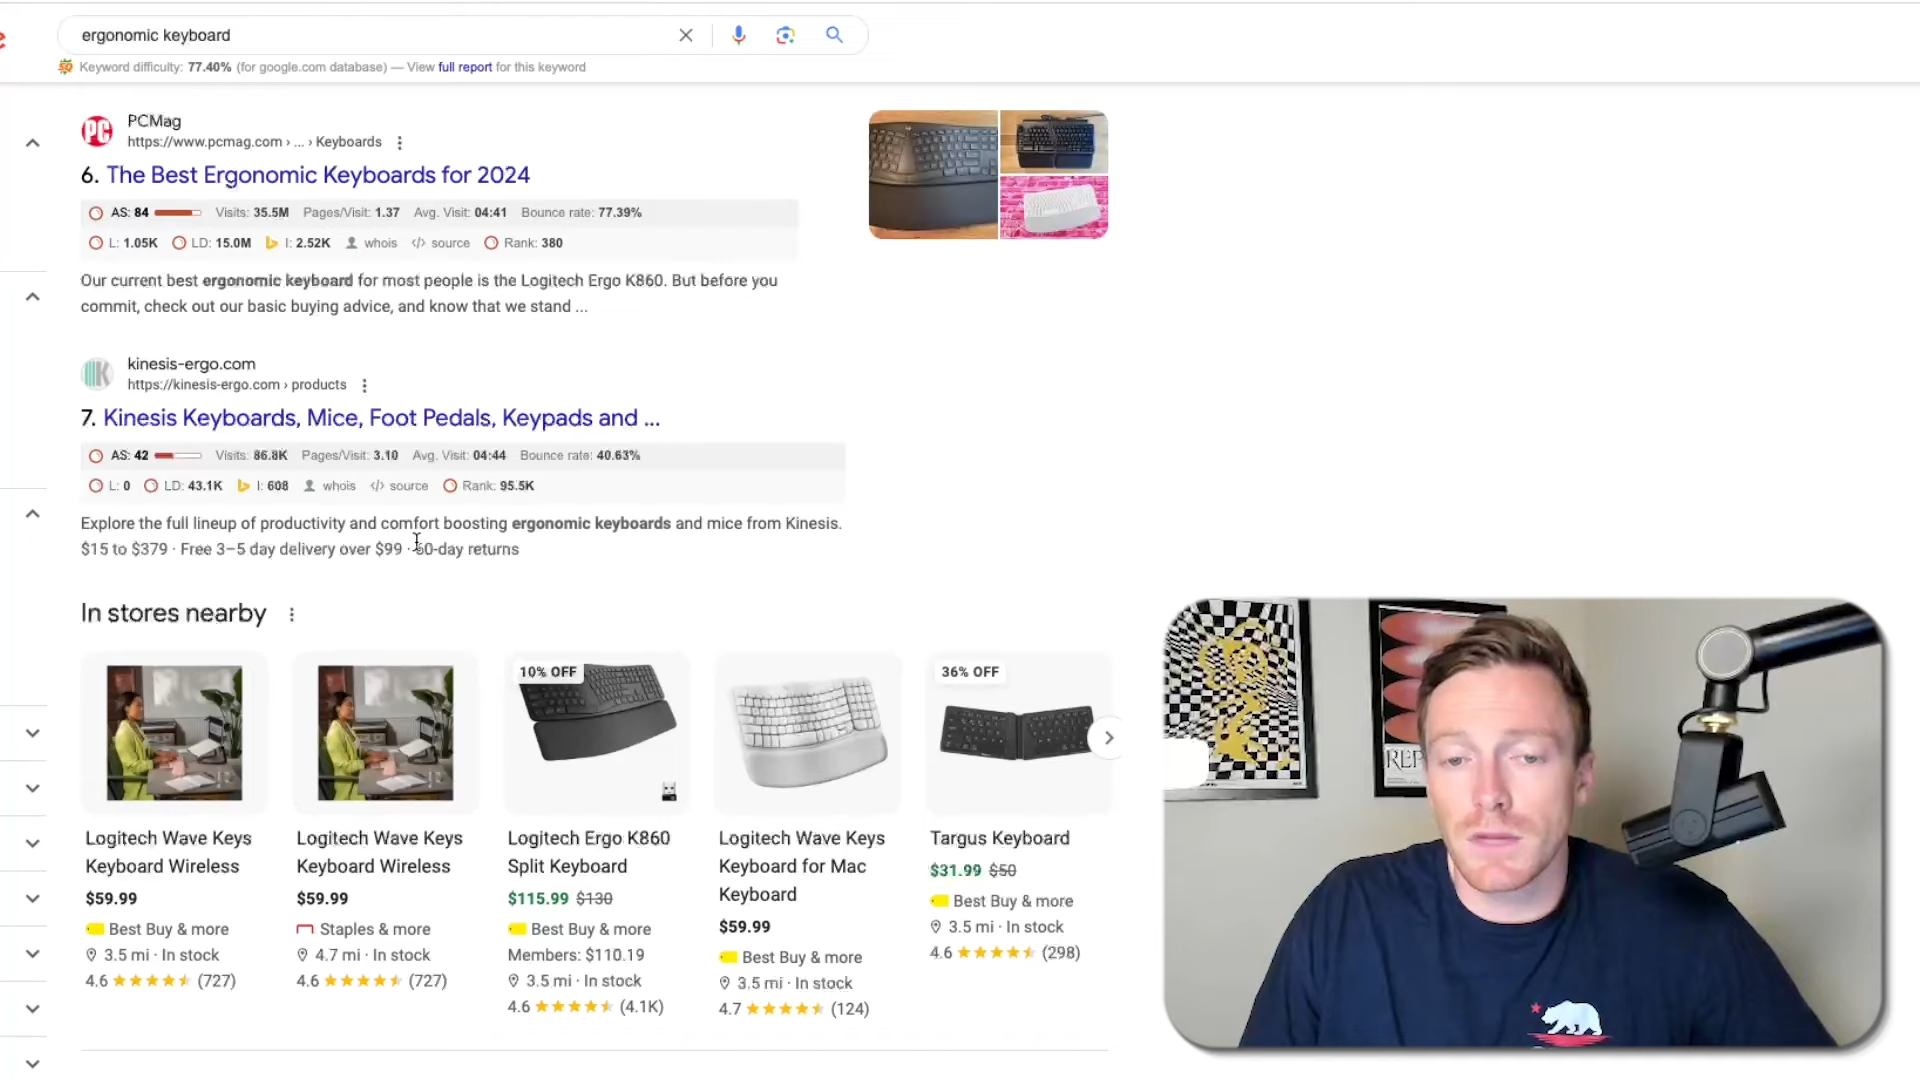 ergonomic keyboard
Keyword difficulty: 77.40% (for google.com database) — View full report for this keyword
PCMag
https://www.pcmag.com › ... › Keyboards
6. The Best Ergonomic Keyboards for 2024
AS: 84 Visits: 35.5M Pages/Visit: 1.37 Avg. Visit: 04:41 Bounce rate: 77.39%
L: 1.05K LD: 15.0M I: 2.52K whois </> source Rank: 380
Our current best ergonomic keyboard for most people is the Logitech Ergo K860. But before you
commit, check out our basic buying advice, and know that we stand ...
kinesis-ergo.com
https://kinesis-ergo.com › products
7. Kinesis Keyboards, Mice, Foot Pedals, Keypads and ...
AS: 42 Visits: 86.8K Pages/Visit: 3.10 Avg. Visit: 04:44 Bounce rate: 40.63%
L: 0 LD: 43.1K I: 608 whois </> source Rank: 95.5K
Explore the full lineup of productivity and comfort boosting ergonomic keyboards and mice from Kinesis.
$15 to $379 · Free 3–5 day delivery over $99 · 60-day returns
In stores nearby
Logitech Wave Keys
Keyboard Wireless
$59.99
Best Buy & more
3.5 mi · In stock
4.6 (727)
Logitech Wave Keys
Keyboard Wireless
$59.99
Staples & more
4.7 mi · In stock
4.6 (727)
10% OFF
Logitech Ergo K860
Split Keyboard
$115.99 $130
Best Buy & more
Members: $110.19
3.5 mi · In stock
4.6 (4.1K)
Logitech Wave Keys
Keyboard for Mac
Keyboard
$59.99
Best Buy & more
3.5 mi · In stock
4.7 (124)
36% OFF
Targus Keyboard
$31.99 $50
Best Buy & more
3.5 mi · In stock
4.6 (298)